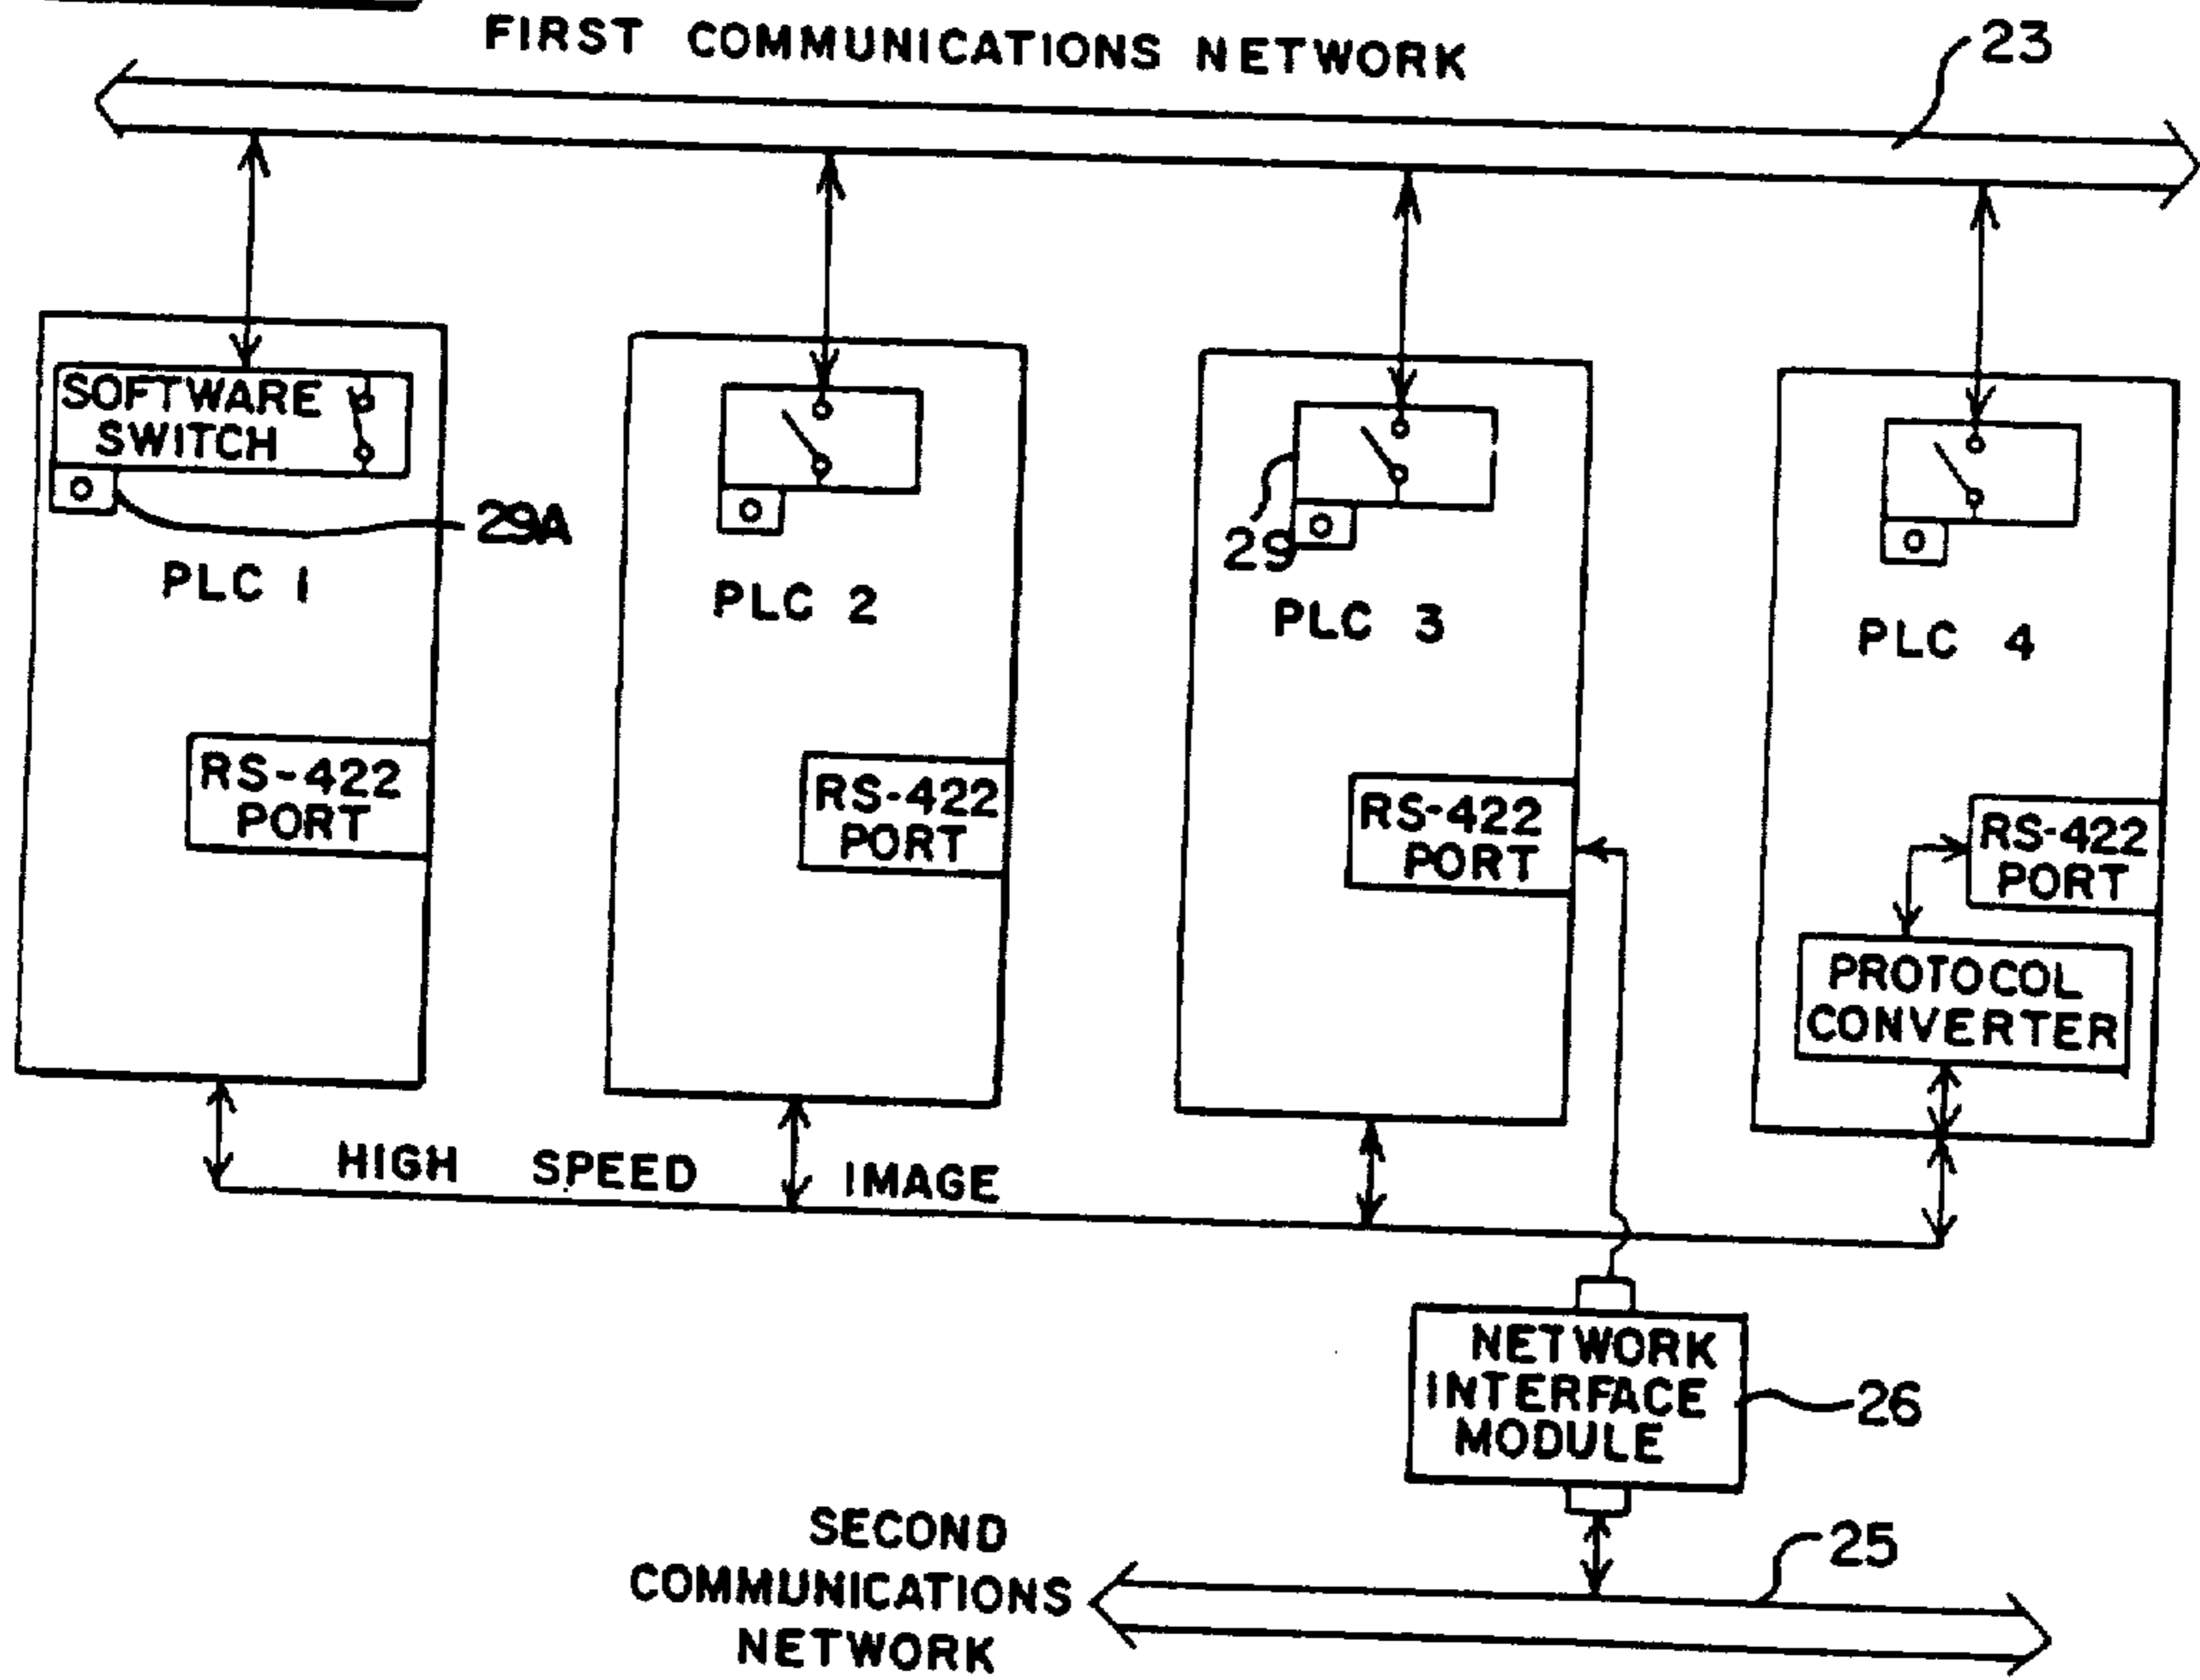 FIRST COMMUNICATIONS NETWORK
23
SOFTWARE
SWITCH
29A
29
PLC 1
PLC 2
PLC 3
PLC 4
RS-422
PORT
RS-422
PORT
RS-422
PORT
RS-422
PORT
PROTOCOL
CONVERTER
HIGH SPEED IMAGE
NETWORK
INTERFACE
MODULE
26
SECOND
COMMUNICATIONS
NETWORK
25